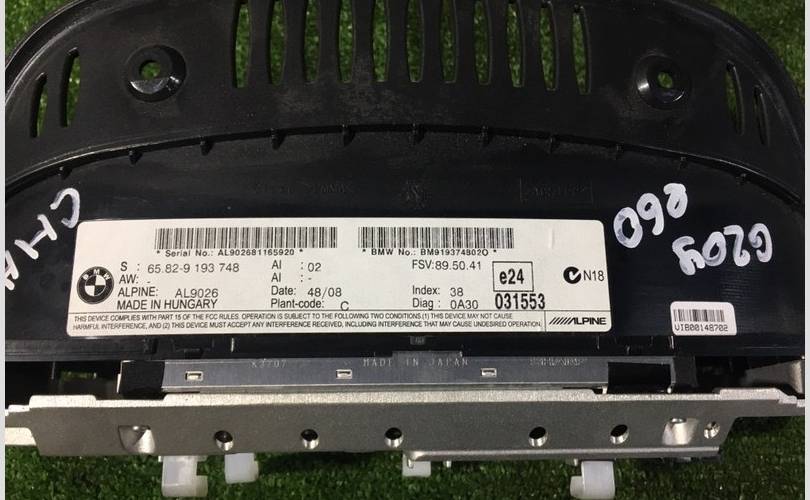 * Serial No.: AL902681165920 * * BMW No.: BM919374802O *
BMW
S : 65.82-9 193 748 AI : 02 FSV:89.50.41
AW: - AI : -
e24 N18
ALPINE: AL9026 Date: 48/08 Index: 38
MADE IN HUNGARY Plant-code: C Diag : 0A30 031553
THIS DEVICE COMPLIES WITH PART 15 OF THE FCC RULES. OPERATION IS SUBJECT TO THE FOLLOWING TWO CONDITIONS (1) THIS DEVICE MAY NOT CAUSE
HARMFUL INTERFERENCE, AND (2) THIS DEVICE MUST ACCEPT ANY INTERFERENCE RECEIVED, INCLUDING INTERFERENCE THAT MAY CAUSE UNDESIRED OPERATION
ALPINE
VIB00148702
e60
MADE IN JAPAN